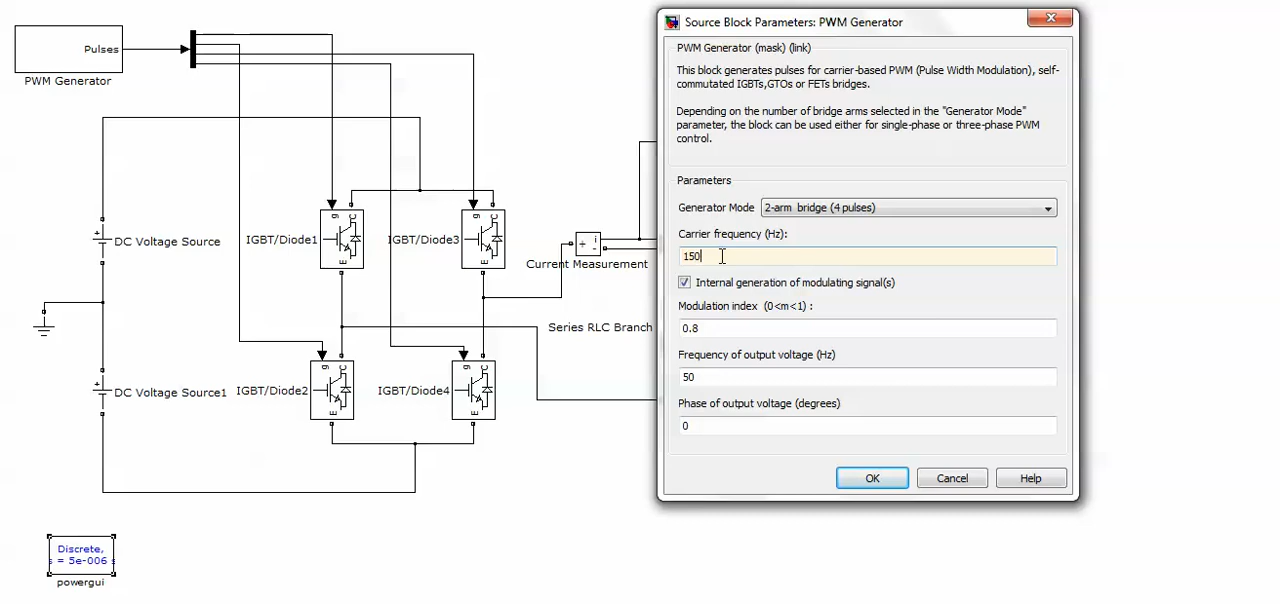 Pulses
PWM Generator
DC Voltage Source
DC Voltage Source1
IGBT/Diode1
IGBT/Diode3
IGBT/Diode2
IGBT/Diode4
g
C
E
g
C
E
g
C
E
g
C
E
+
+
+
i
-
Current Measurement
Series RLC Branch
Discrete,
s = 5e-006 s
powergui
Source Block Parameters: PWM Generator
PWM Generator (mask) (link)
This block generates pulses for carrier-based PWM (Pulse Width Modulation), self-
commutated IGBTs,GTOs or FETs bridges.
Depending on the number of bridge arms selected in the "Generator Mode"
parameter, the block can be used either for single-phase or three-phase PWM
control.
Parameters
Generator Mode 2-arm bridge (4 pulses)
Carrier frequency (Hz):
150
Internal generation of modulating signal(s)
Modulation index (0<m<1) :
0.8
Frequency of output voltage (Hz)
50
Phase of output voltage (degrees)
0
OK Cancel Help